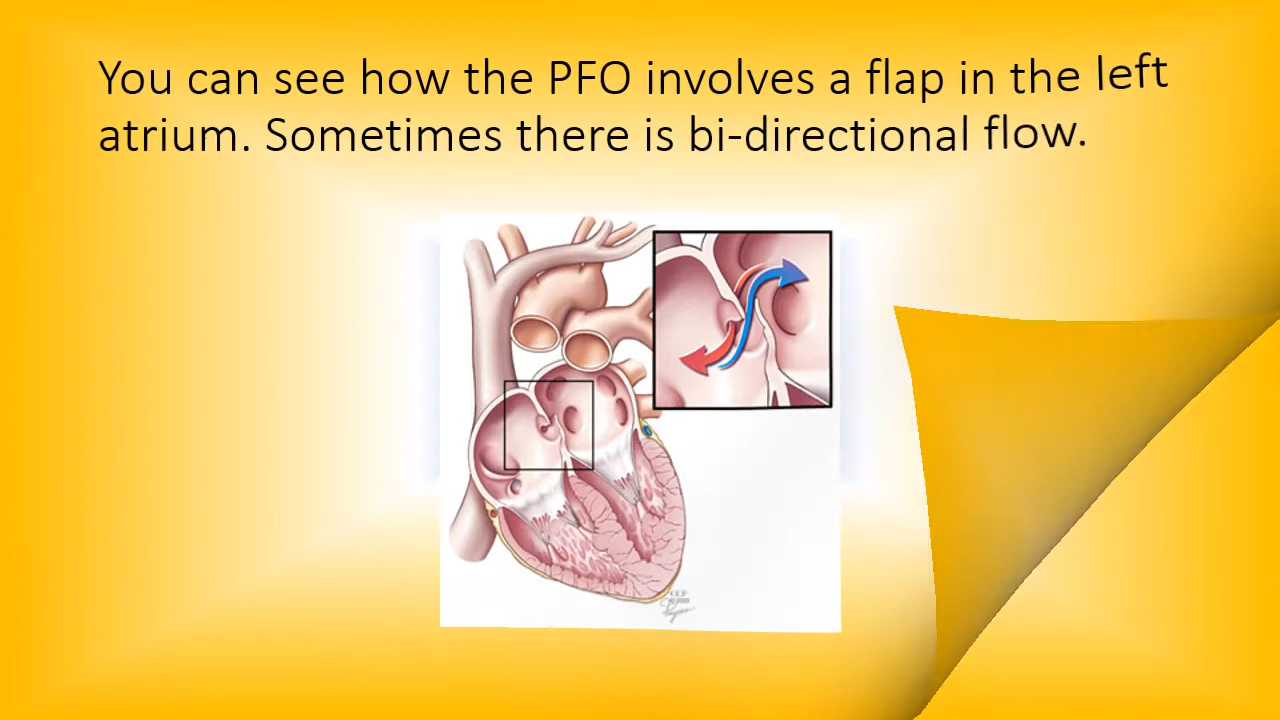 You can see how the PFO involves a flap in the left
atrium. Sometimes there is bi-directional flow.